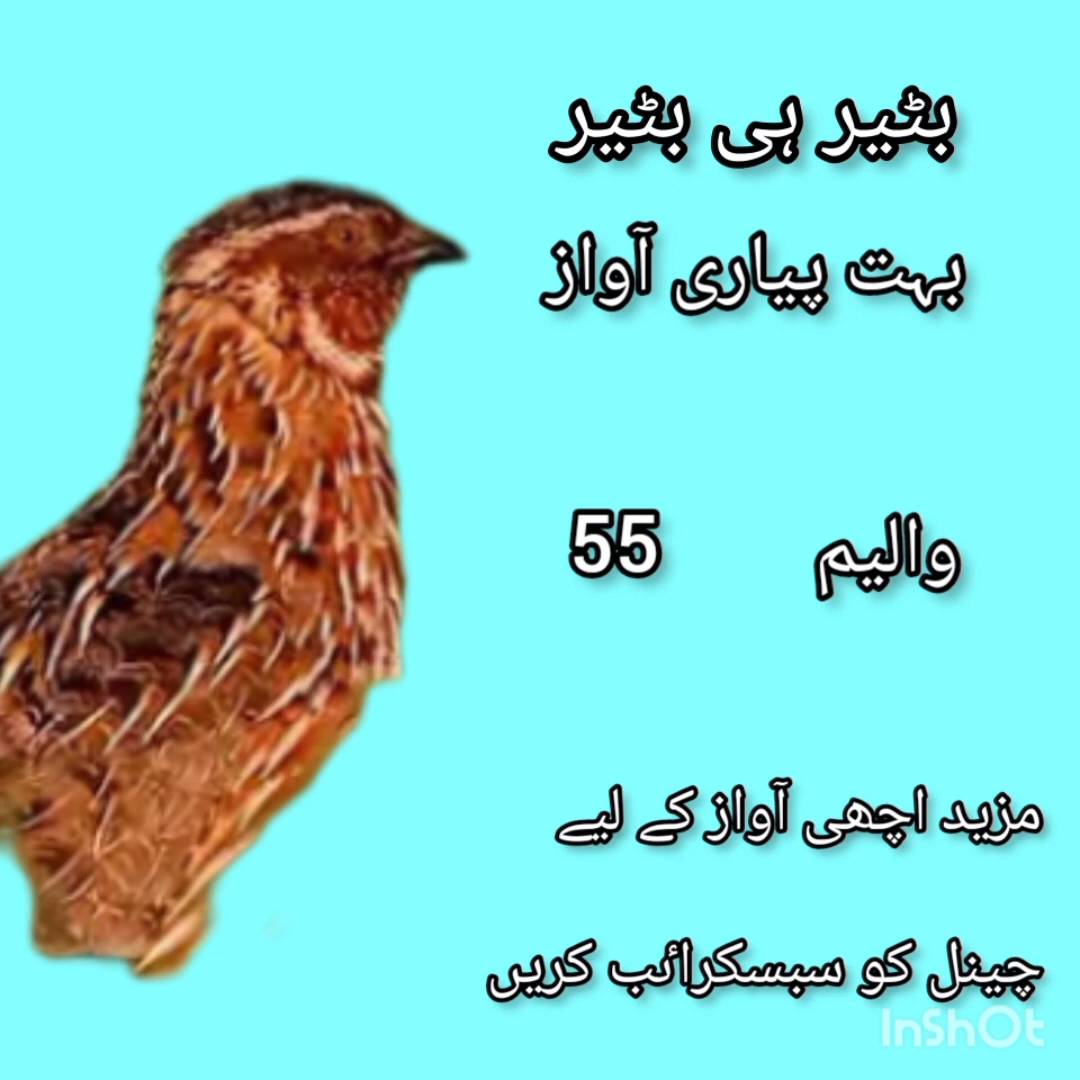 بٹیر ہی بٹیر
بہت پیاری آواز
والیم 55
مزید اچھی آواز کے لیے
چینل کو سبسکرائب کریں
InShOt